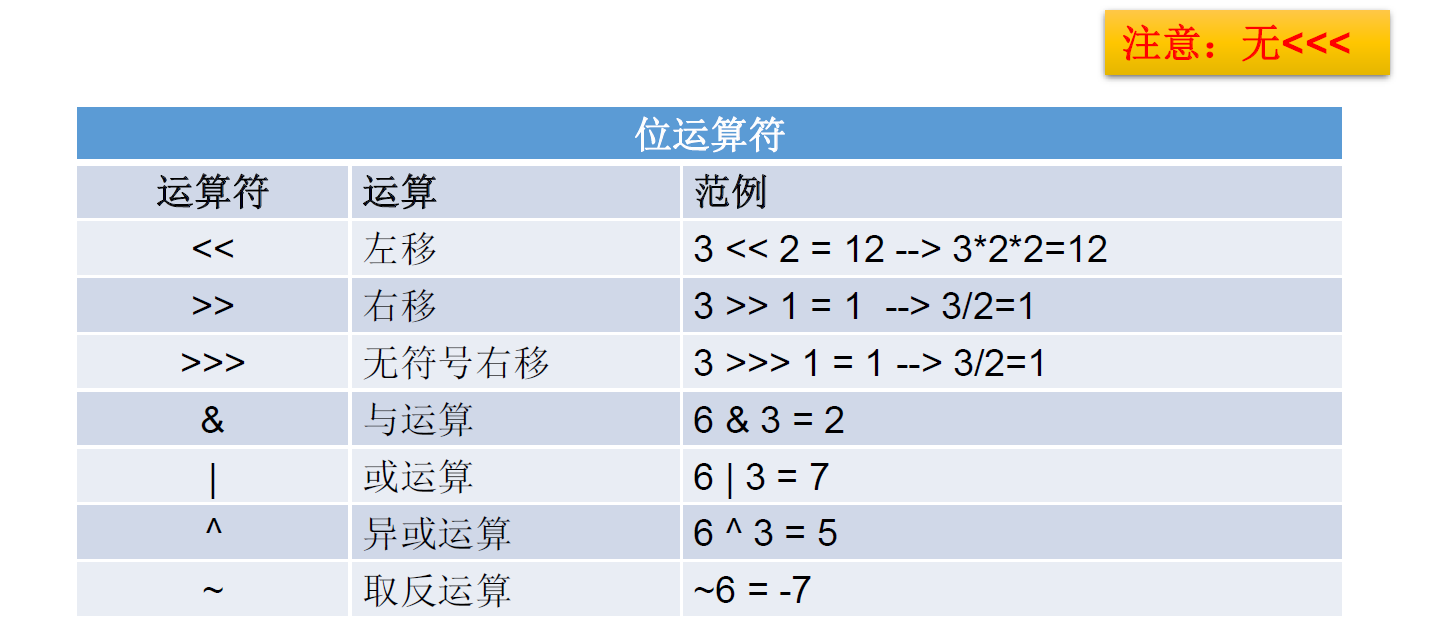 注意：无<<<
位运算符
运算符 运算 范例
<< 左移 3 << 2 = 12 --> 3*2*2=12
>> 右移 3 >> 1 = 1 --> 3/2=1
>>> 无符号右移 3 >>> 1 = 1 --> 3/2=1
& 与运算 6 & 3 = 2
| 或运算 6 | 3 = 7
^ 异或运算 6 ^ 3 = 5
~ 取反运算 ~6 = -7